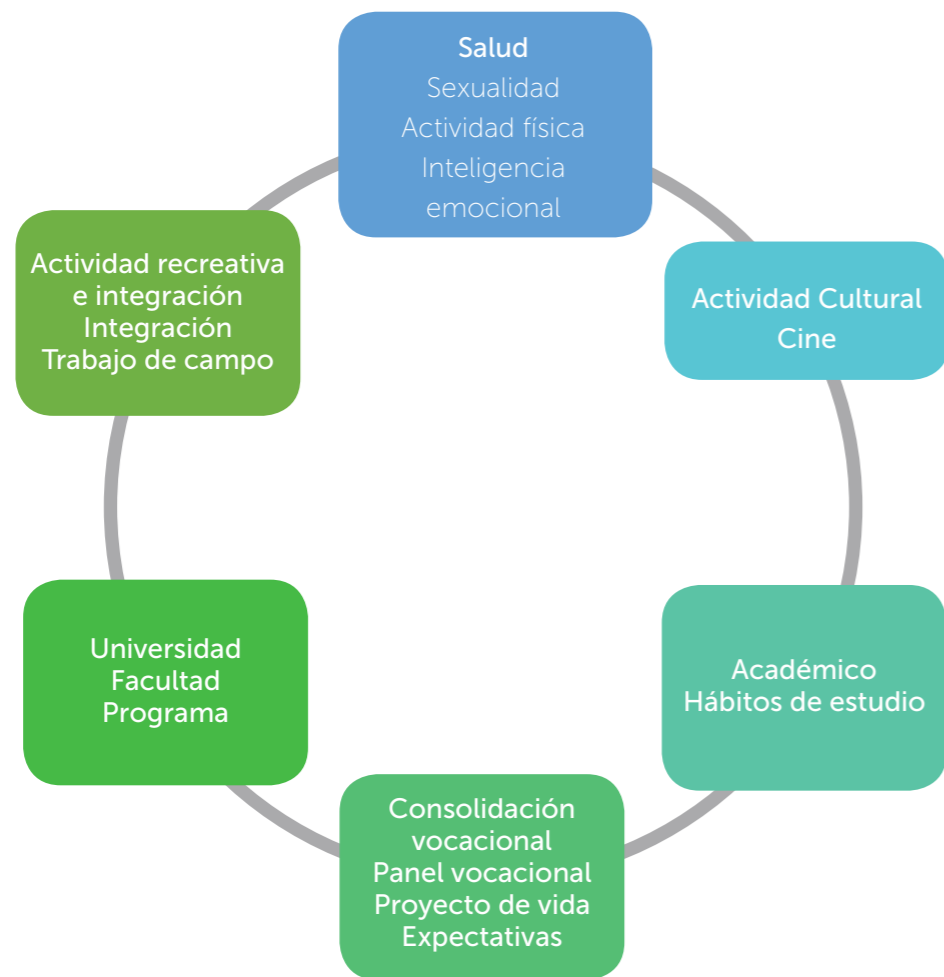 Salud
Sexualidad
Actividad física
Inteligencia
emocional
Actividad Cultural
Cine
Académico
Hábitos de estudio
Consolidación
vocacional
Panel vocacional
Proyecto de vida
Expectativas
Universidad
Facultad
Programa
Actividad recreativa
e integración
Integración
Trabajo de campo